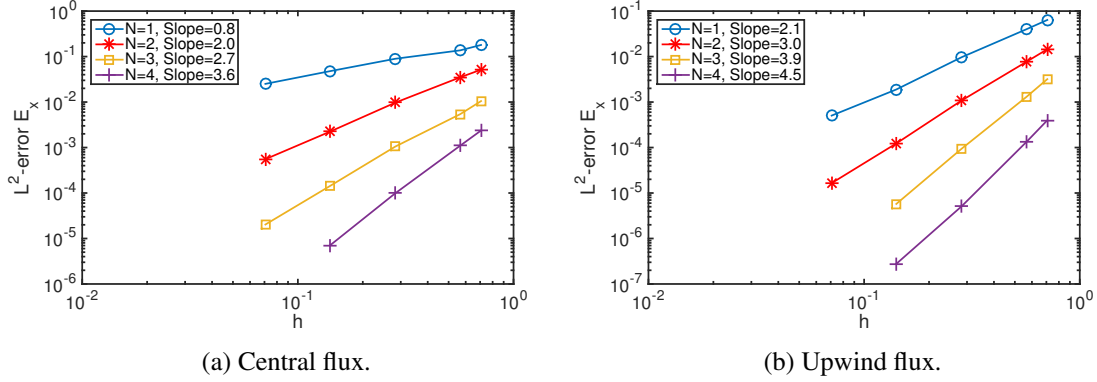 10^-1
10^0
N=1, Slope=0.8
N=2, Slope=2.0
N=3, Slope=2.7
N=4, Slope=3.6
10^-1
10^-2
10^-3
10^-4
10^-5
10^-6
L^2-error E_x
10^-2
10^-1
10^0
h
(a) Central flux.
N=1, Slope=2.1
N=2, Slope=3.0
N=3, Slope=3.9
N=4, Slope=4.5
10^-2
10^-3
10^-4
10^-5
10^-6
10^-7
L^2-error E_x
10^-2
10^-1
10^0
h
(b) Upwind flux.